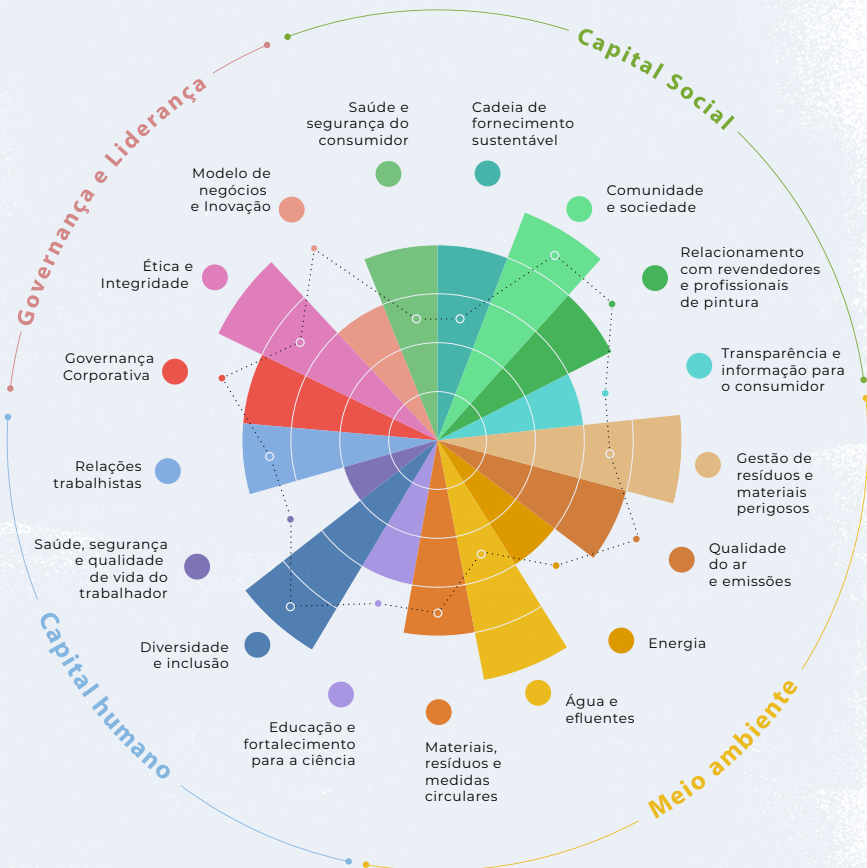 Capital Social
Saúde e
segurança do
consumidor
Cadeia de
fornecimento
sustentável
Comunidade
e sociedade
Relacionamento
com revendedores
e profissionais
de pintura
Transparência e
informação para
o consumidor
Gestão de
resíduos e
materiais
perigosos
Qualidade
do ar
e emissões
Energia
Água e
efluentes
Meio ambiente
Materiais,
resíduos e
medidas
circulares
Educação e
fortalecimento
para a ciência
Diversidade
e inclusão
Capital humano
Saúde, segurança
e qualidade
de vida do
trabalhador
Relações
trabalhistas
Governança
Corporativa
Ética e
Integridade
Modelo de
negócios
e Inovação
Governança e Liderança